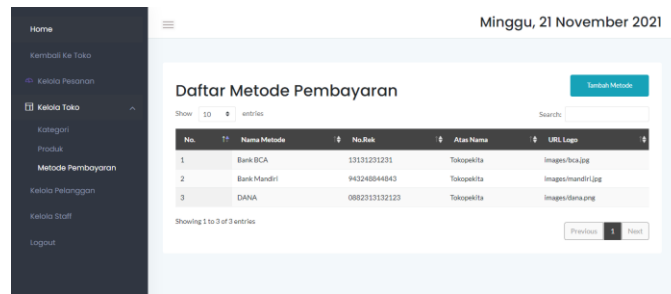 Home
Kembali Ke Toko
Kelola Pesanan
Kelola Toko
Kategori
Produk
Metode Pembayaran
Kelola Pelanggan
Kelola Staff
Logout
Minggu, 21 November 2021
Daftar Metode Pembayaran
Tambah Metode
Show 10 entries
Search:
No. Nama Metode No.Rek Atas Nama URL Logo
1 Bank BCA 13131231231 Tokopekita images/bca.jpg
2 Bank Mandiri 943248844843 Tokopekita images/mandiri.jpg
3 DANA 0882313132123 Tokopekita images/dana.png
Showing 1 to 3 of 3 entries
Previous 1 Next